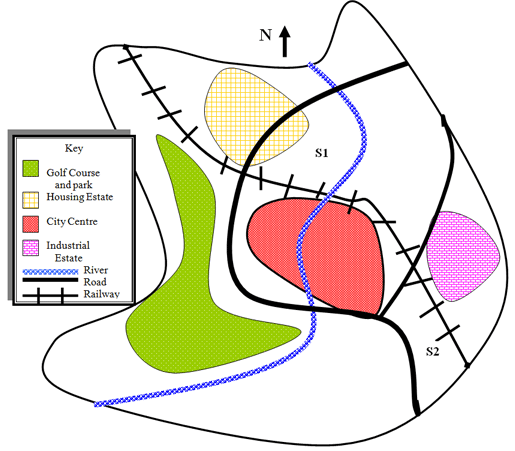 N
S1
Key
Golf Course
and park
Housing Estate
City Centre
Industrial
Estate
River
Road
Railway
S2